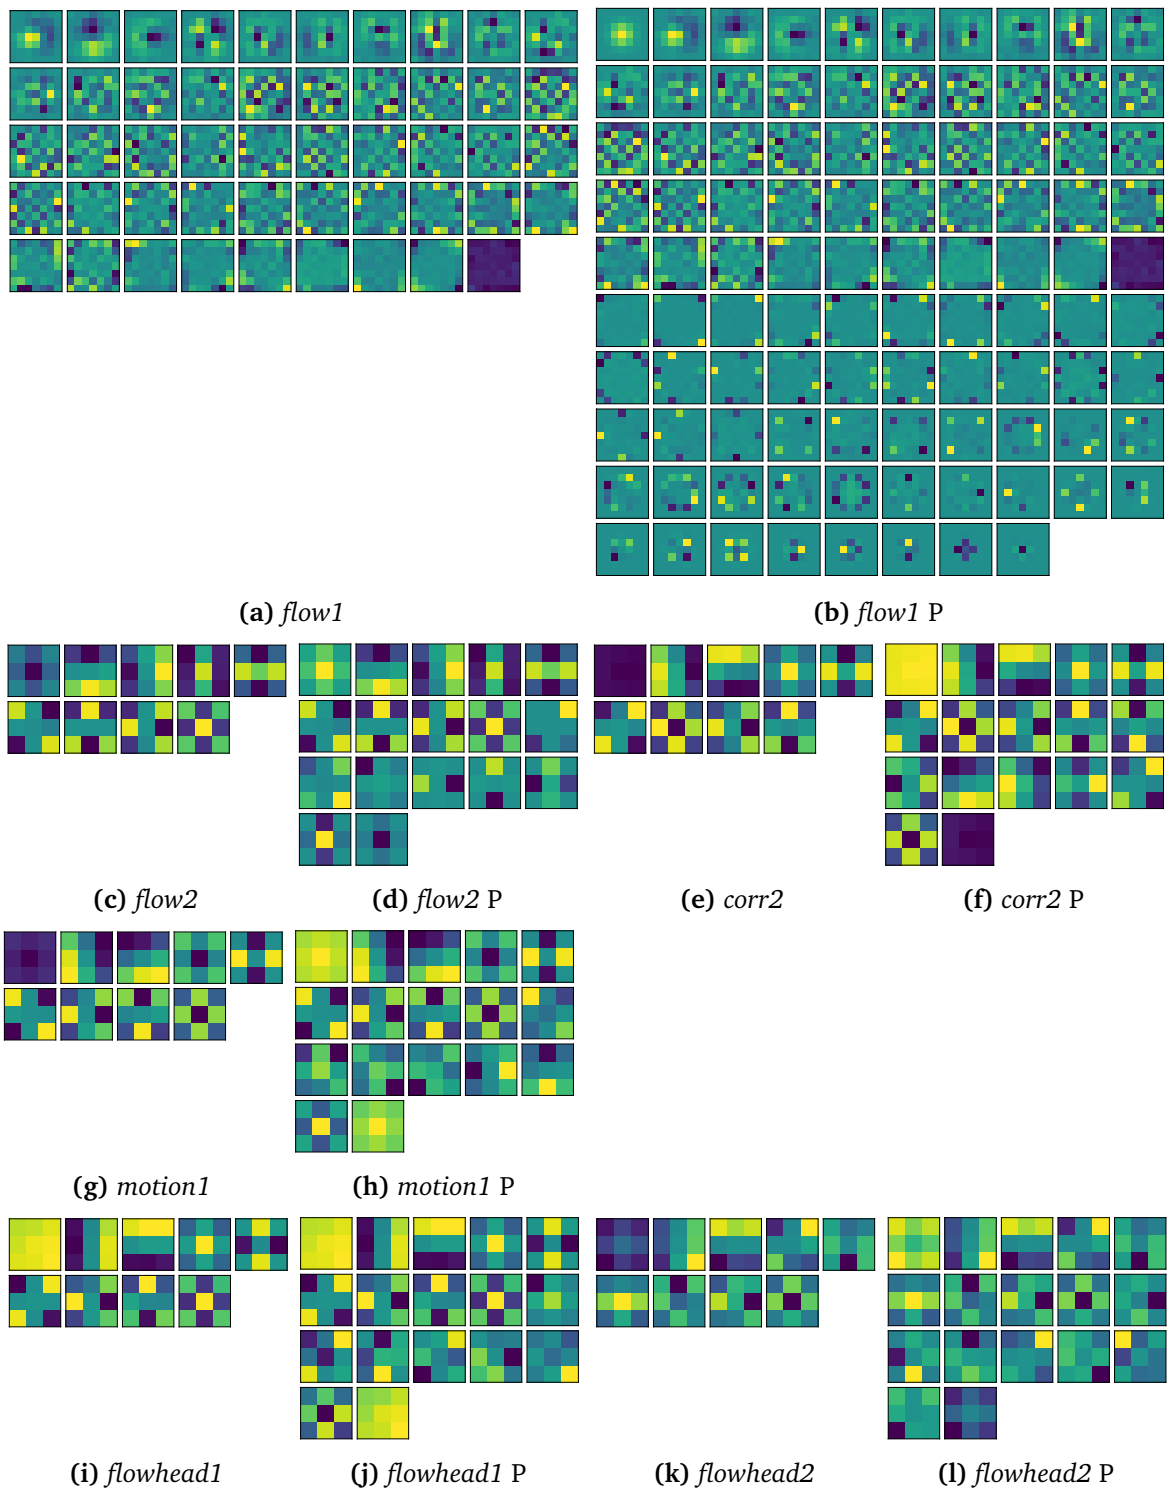 (a) flow1
(b) flow1 P
(c) flow2
(d) flow2 P
(e) corr2
(f) corr2 P
(g) motion1
(h) motion1 P
(i) flowhead1
(j) flowhead1 P
(k) flowhead2
(l) flowhead2 P